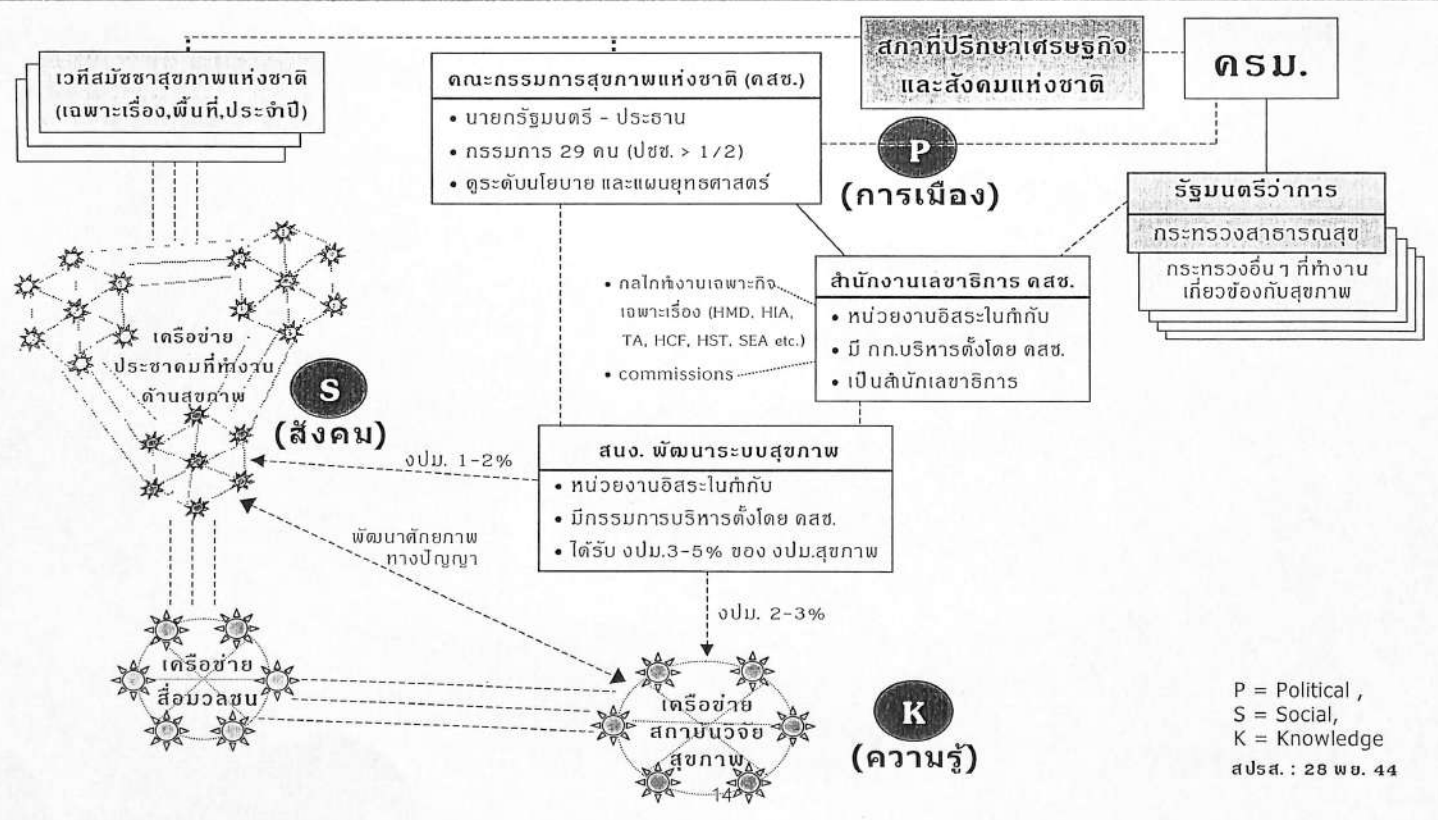 สภาที่ปรึกษาเศรษฐกิจ
และสังคมแห่งชาติ
ครม.
เวทีสมัชชาสุขภาพแห่งชาติ
(เฉพาะเรื่อง,พื้นที่,ประจำปี)
คณะกรรมการสุขภาพแห่งชาติ (คสช.)
• นายกรัฐมนตรี - ประธาน
• กรรมการ 29 คน (ปชช. > 1/2)
• ดูระดับนโยบาย และแผนยุทธศาสตร์
P
(การเมือง)
รัฐมนตรีว่าการ
กระทรวงสาธารณสุข
กระทรวงอื่น ๆ ที่ทำงาน
เกี่ยวข้องกับสุขภาพ
• กลไกทำงานเฉพาะกิจ
เฉพาะเรื่อง (HMD, HIA,
TA, HCF, HST, SEA etc.)
• commissions
สำนักงานเลขาธิการ คสช.
• หน่วยงานอิสระในกำกับ
• มี กก.บริหารตั้งโดย คสช.
• เป็นสำนักเลขาธิการ
เครือข่าย
ประชาคมที่ทำงาน
ด้านสุขภาพ
S
(สังคม)
งปม. 1-2%
สนง. พัฒนาระบบสุขภาพ
• หน่วยงานอิสระในกำกับ
• มีกรรมการบริหารตั้งโดย คสช.
• ได้รับ งปม.3-5% ของ งปม.สุขภาพ
พัฒนาศักยภาพ
ทางปัญญา
งปม. 2-3%
เครือข่าย
สื่อมวลชน
เครือข่าย
สถาบันวิจัย
สุขภาพ
K
(ความรู้)
P = Political ,
S = Social,
K = Knowledge
สปรส. : 28 พย. 44
14